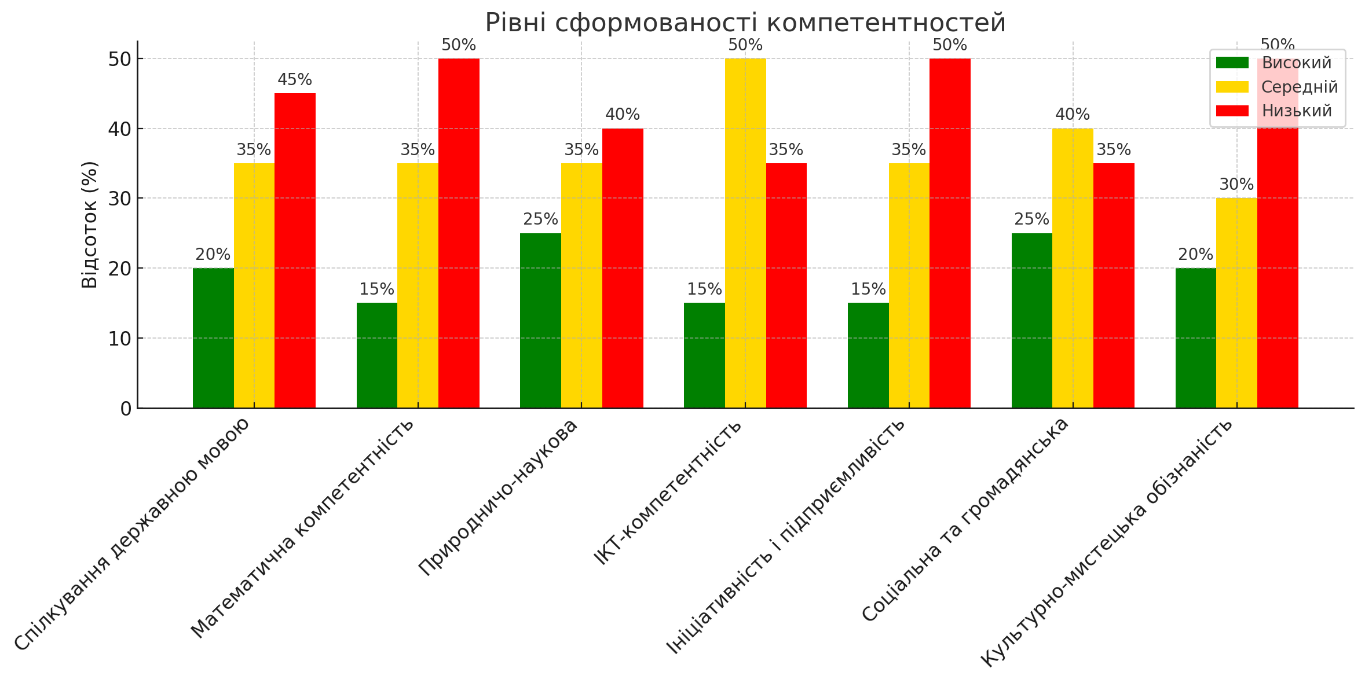 Рівні сформованості компетентностей
Відсоток (%)
50
40
30
20
10
0
20% 35% 45%
15% 35% 50%
25% 35% 40%
15% 50% 35%
15% 35% 50%
25% 40% 35%
20% 30% 50%
Високий
Середній
Низький
Спілкування державною мовою
Математична компетентність
Природничо-наукова
ІКТ-компетентність
Ініціативність і підприємливість
Соціальна та громадянська
Культурно-мистецька обізнаність